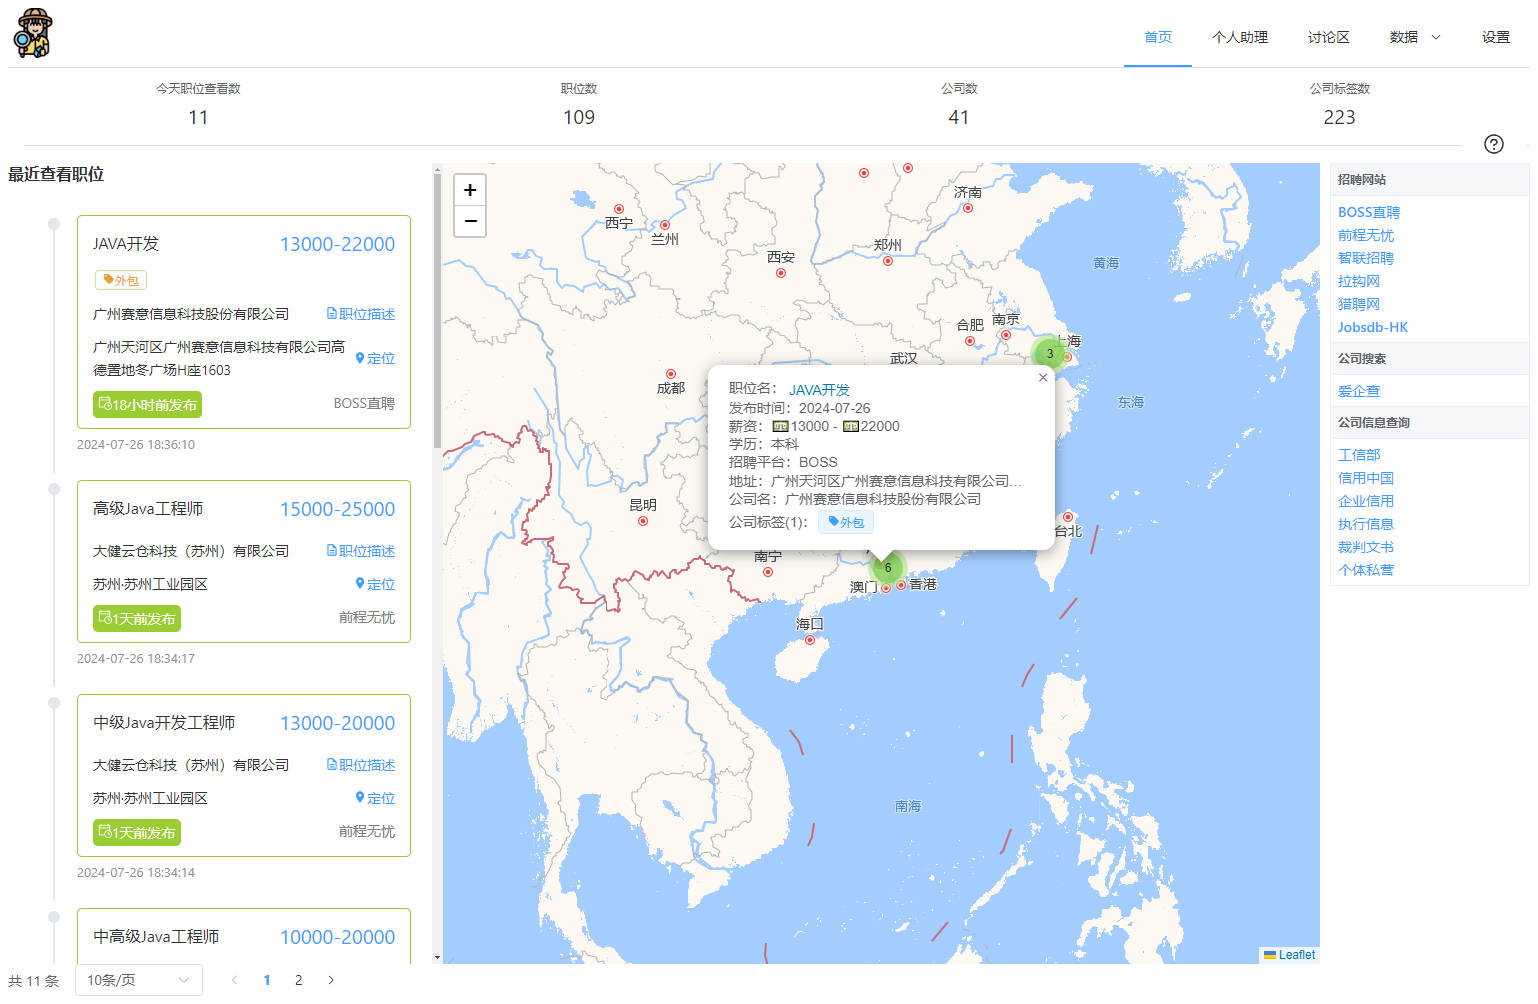 首页
个人助理
讨论区
数据
设置
今天职位查看数
11
职位数
109
公司数
41
公司标签数
223
最近查看职位
JAVA开发
13000-22000
外包
广州赛意信息科技股份有限公司
职位描述
广州天河区广州赛意信息科技有限公司高
德置地冬广场H座1603
定位
18小时前发布
BOSS直聘
2024-07-26 18:36:10
高级Java工程师
15000-25000
大健云仓科技（苏州）有限公司
职位描述
苏州·苏州工业园区
定位
1天前发布
前程无忧
2024-07-26 18:34:17
中级Java开发工程师
13000-20000
大健云仓科技（苏州）有限公司
职位描述
苏州·苏州工业园区
定位
1天前发布
前程无忧
2024-07-26 18:34:14
中高级Java工程师
10000-20000
共 11 条
10条/页
1
2
+
−
西宁
兰州
济南
郑州
西安
黄海
合肥
南京
上海
3
武汉
成都
东海
职位名： JAVA开发
发布时间：2024-07-26
薪资：13000 - 22000
学历：本科
招聘平台：BOSS
地址：广州天河区广州赛意信息科技有限公司…
公司名：广州赛意信息科技股份有限公司
公司标签(1)： 外包
×
昆明
台北
南宁
6
澳门
香港
海口
南海
Leaflet
招聘网站
BOSS直聘
前程无忧
智联招聘
拉钩网
猎聘网
Jobsdb-HK
公司搜索
爱企查
公司信息查询
工信部
信用中国
企业信用
执行信息
裁判文书
个体私营